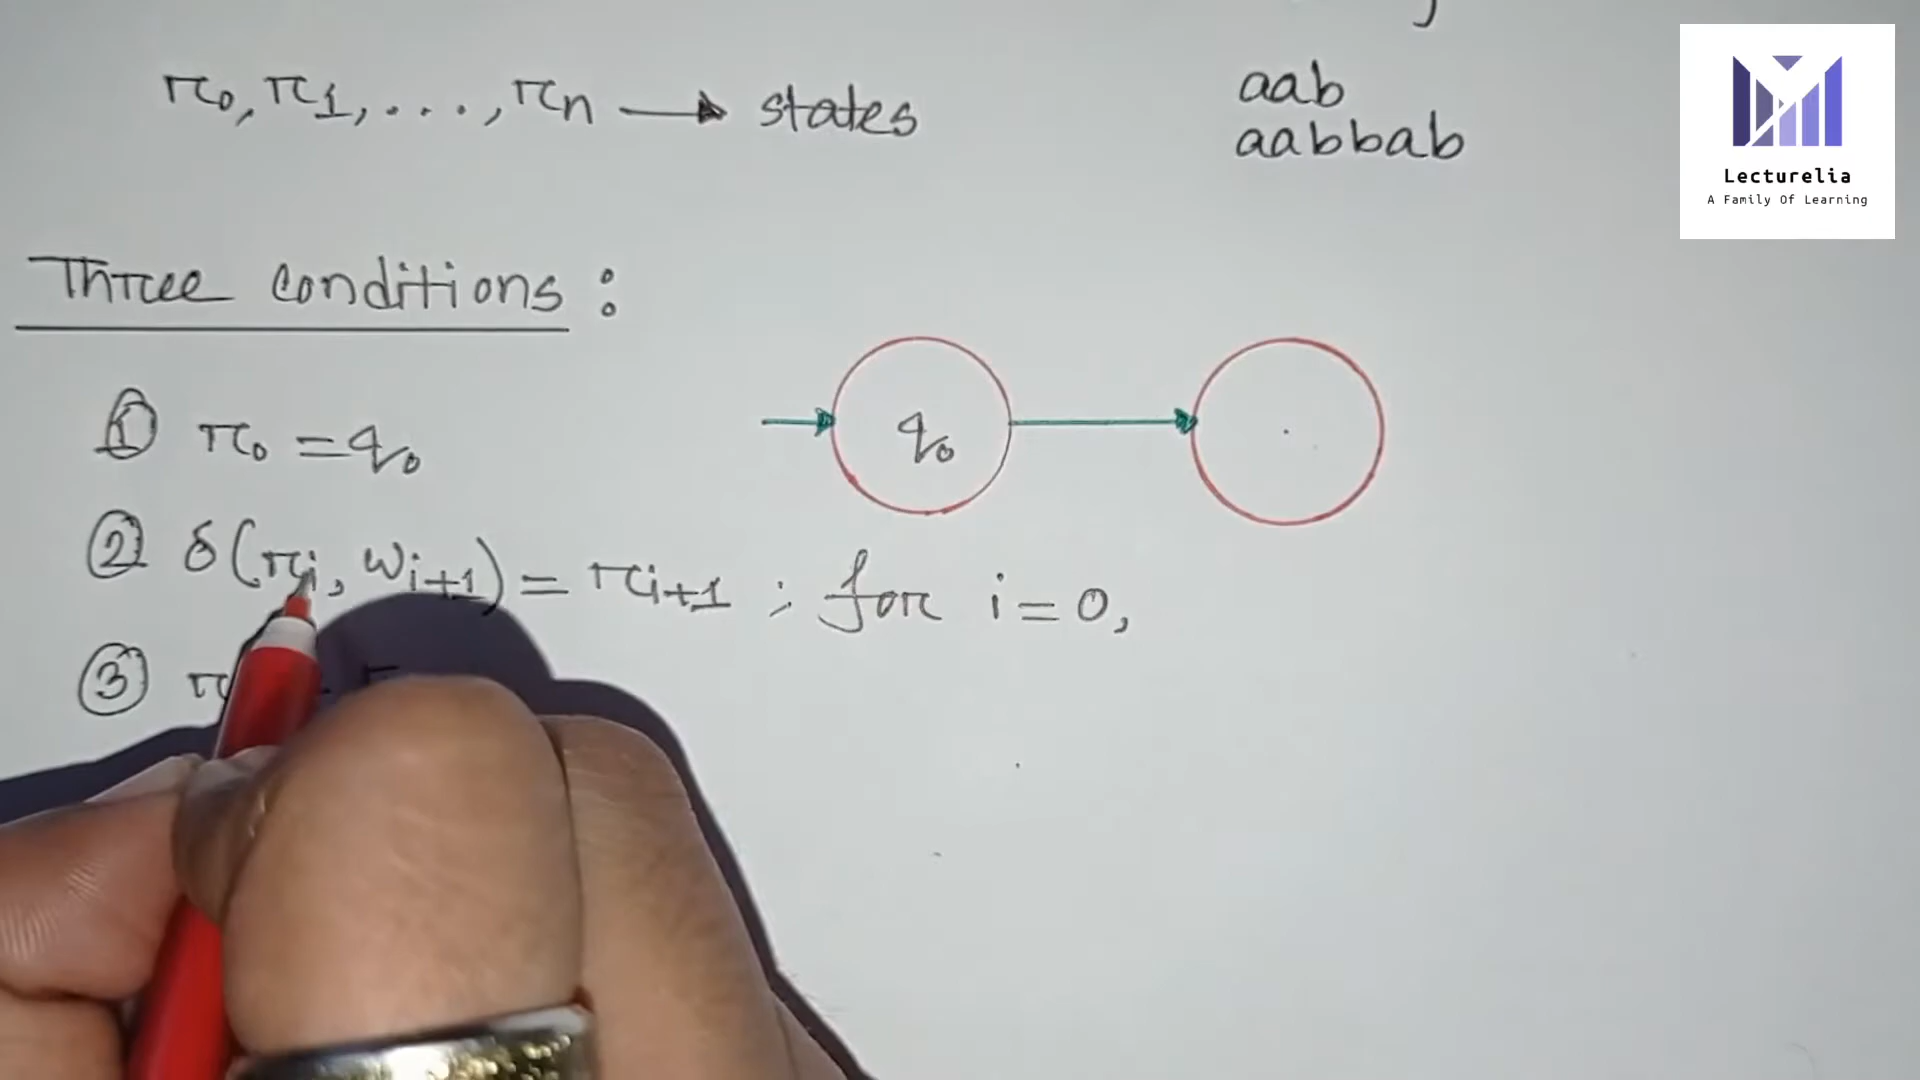 r₀, r₁, ..., rₙ → states
aab
aabbab
Lecturelia
A Family Of Learning
Three conditions :
① r₀ = q₀
q₀
② δ(rᵢ, wᵢ₊₁) = rᵢ₊₁ ; for i = 0,
③ r